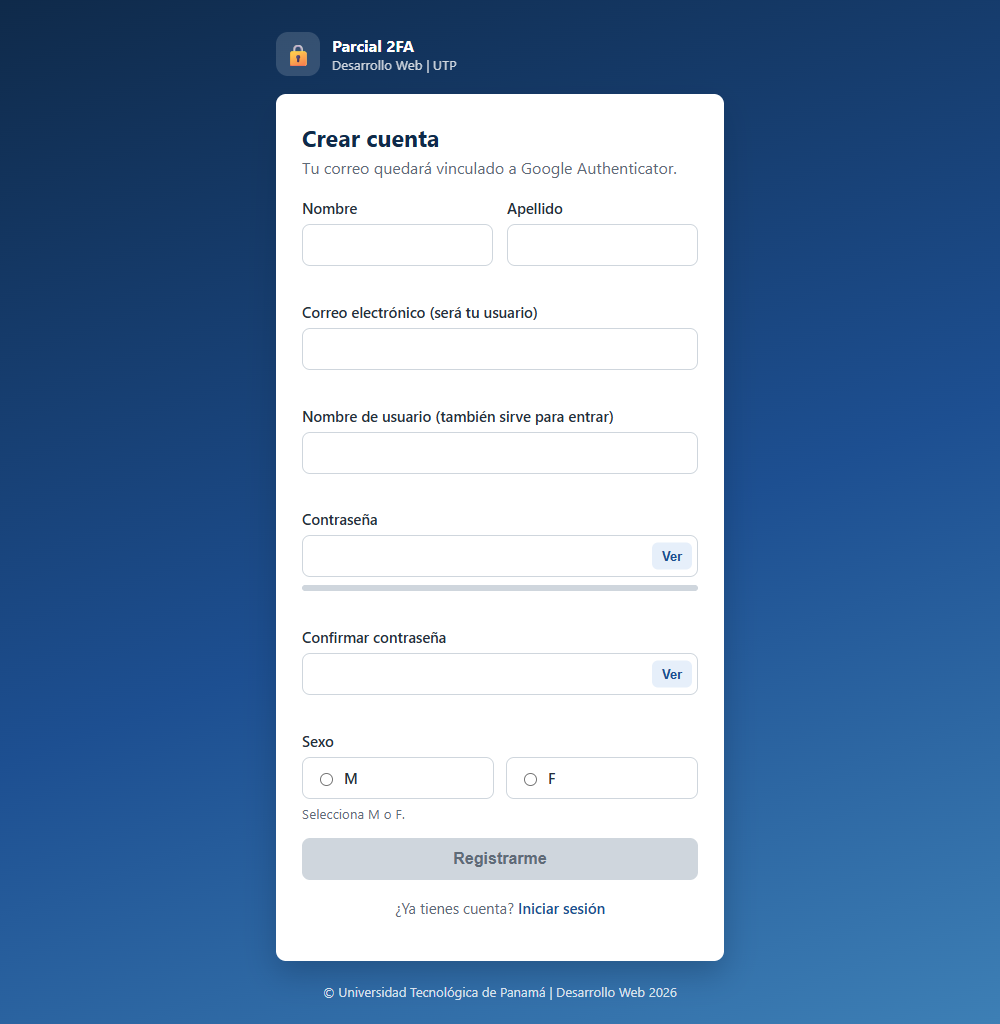 Parcial 2FA
Desarrollo Web | UTP
Crear cuenta
Tu correo quedará vinculado a Google Authenticator.
Nombre Apellido
Correo electrónico (será tu usuario)
Nombre de usuario (también sirve para entrar)
Contraseña
Ver
Confirmar contraseña
Ver
Sexo
M F
Selecciona M o F.
Registrarme
¿Ya tienes cuenta? Iniciar sesión
© Universidad Tecnológica de Panamá | Desarrollo Web 2026